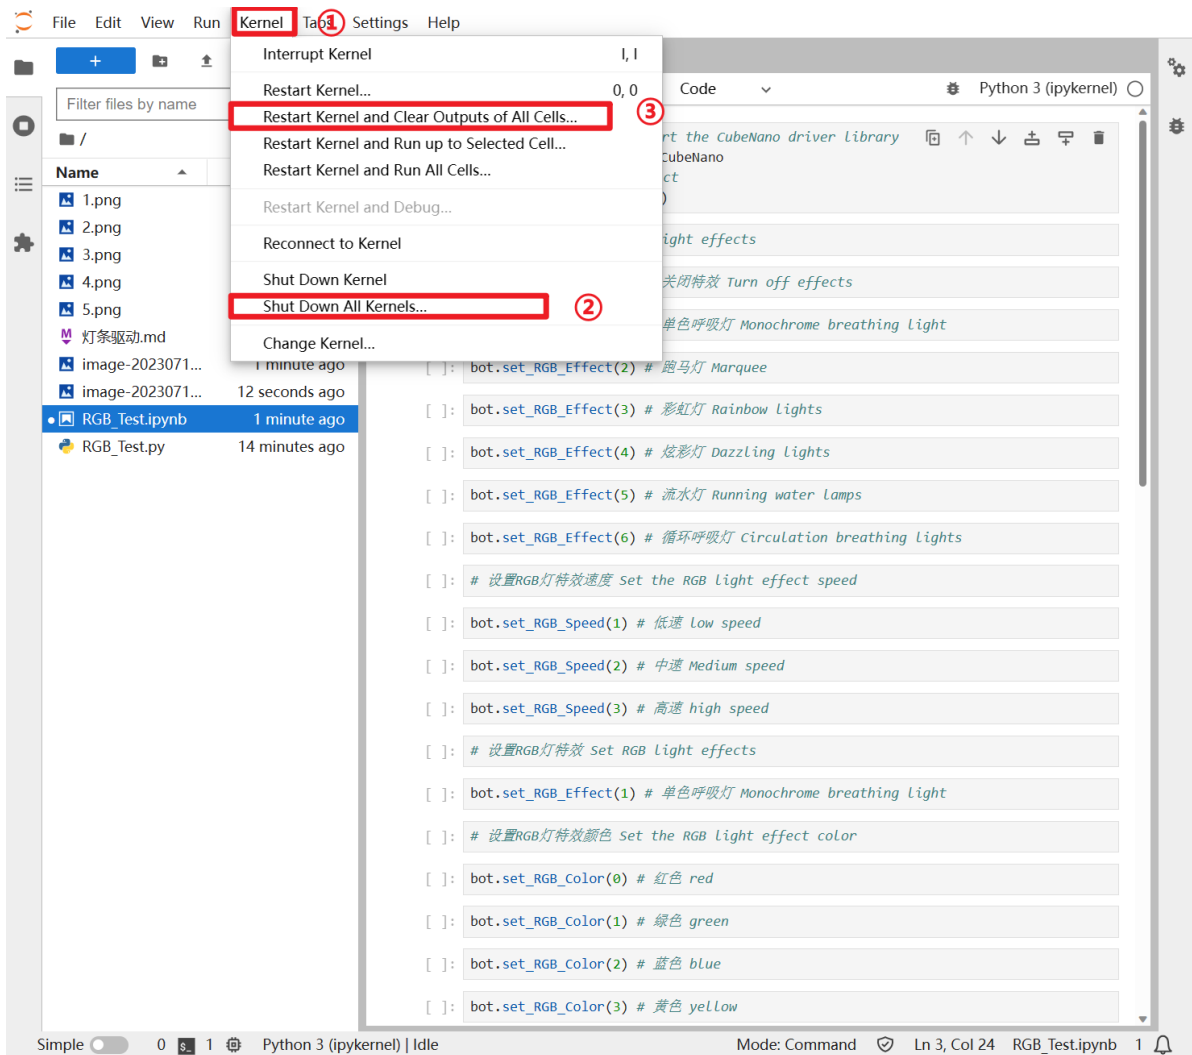 File Edit View Run Kernel ① Tabs Settings Help
Interrupt Kernel I, I
Restart Kernel... 0, 0
Restart Kernel and Clear Outputs of All Cells... ③
Restart Kernel and Run up to Selected Cell...
Restart Kernel and Run All Cells...
Restart Kernel and Debug...
Reconnect to Kernel
Shut Down Kernel
Shut Down All Kernels... ②
Change Kernel...
+
Filter files by name
/
Name
1.png
2.png
3.png
4.png
5.png
灯条驱动.md
image-2023071... 1 minute ago
image-2023071... 12 seconds ago
RGB_Test.ipynb 1 minute ago
RGB_Test.py 14 minutes ago
Code Python 3 (ipykernel)
the CubeNano driver library
CubeNano
)
effects
关闭特效 Turn off effects
单色呼吸灯 Monochrome breathing light
[ ]: bot.set_RGB_Effect(2) # 跑马灯 Marquee
[ ]: bot.set_RGB_Effect(3) # 彩虹灯 Rainbow lights
[ ]: bot.set_RGB_Effect(4) # 炫彩灯 Dazzling lights
[ ]: bot.set_RGB_Effect(5) # 流水灯 Running water lamps
[ ]: bot.set_RGB_Effect(6) # 循环呼吸灯 Circulation breathing lights
[ ]: # 设置RGB灯特效速度 Set the RGB light effect speed
[ ]: bot.set_RGB_Speed(1) # 低速 low speed
[ ]: bot.set_RGB_Speed(2) # 中速 Medium speed
[ ]: bot.set_RGB_Speed(3) # 高速 high speed
[ ]: # 设置RGB灯特效 Set RGB light effects
[ ]: bot.set_RGB_Effect(1) # 单色呼吸灯 Monochrome breathing light
[ ]: # 设置RGB灯特效颜色 Set the RGB light effect color
[ ]: bot.set_RGB_Color(0) # 红色 red
[ ]: bot.set_RGB_Color(1) # 绿色 green
[ ]: bot.set_RGB_Color(2) # 蓝色 blue
[ ]: bot.set_RGB_Color(3) # 黄色 yellow
Simple 0 $_ 1 Python 3 (ipykernel) | Idle Mode: Command Ln 3, Col 24 RGB_Test.ipynb 1